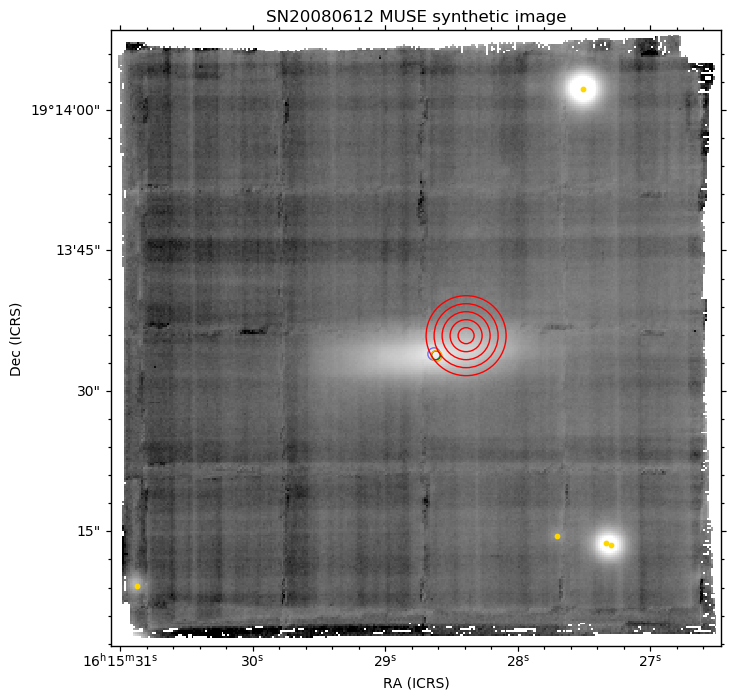 SN20080612 MUSE synthetic image
19°14'00"
13'45"
30"
15"
Dec (ICRS)
16ʰ15ᵐ31ˢ 30ˢ 29ˢ 28ˢ 27ˢ
RA (ICRS)